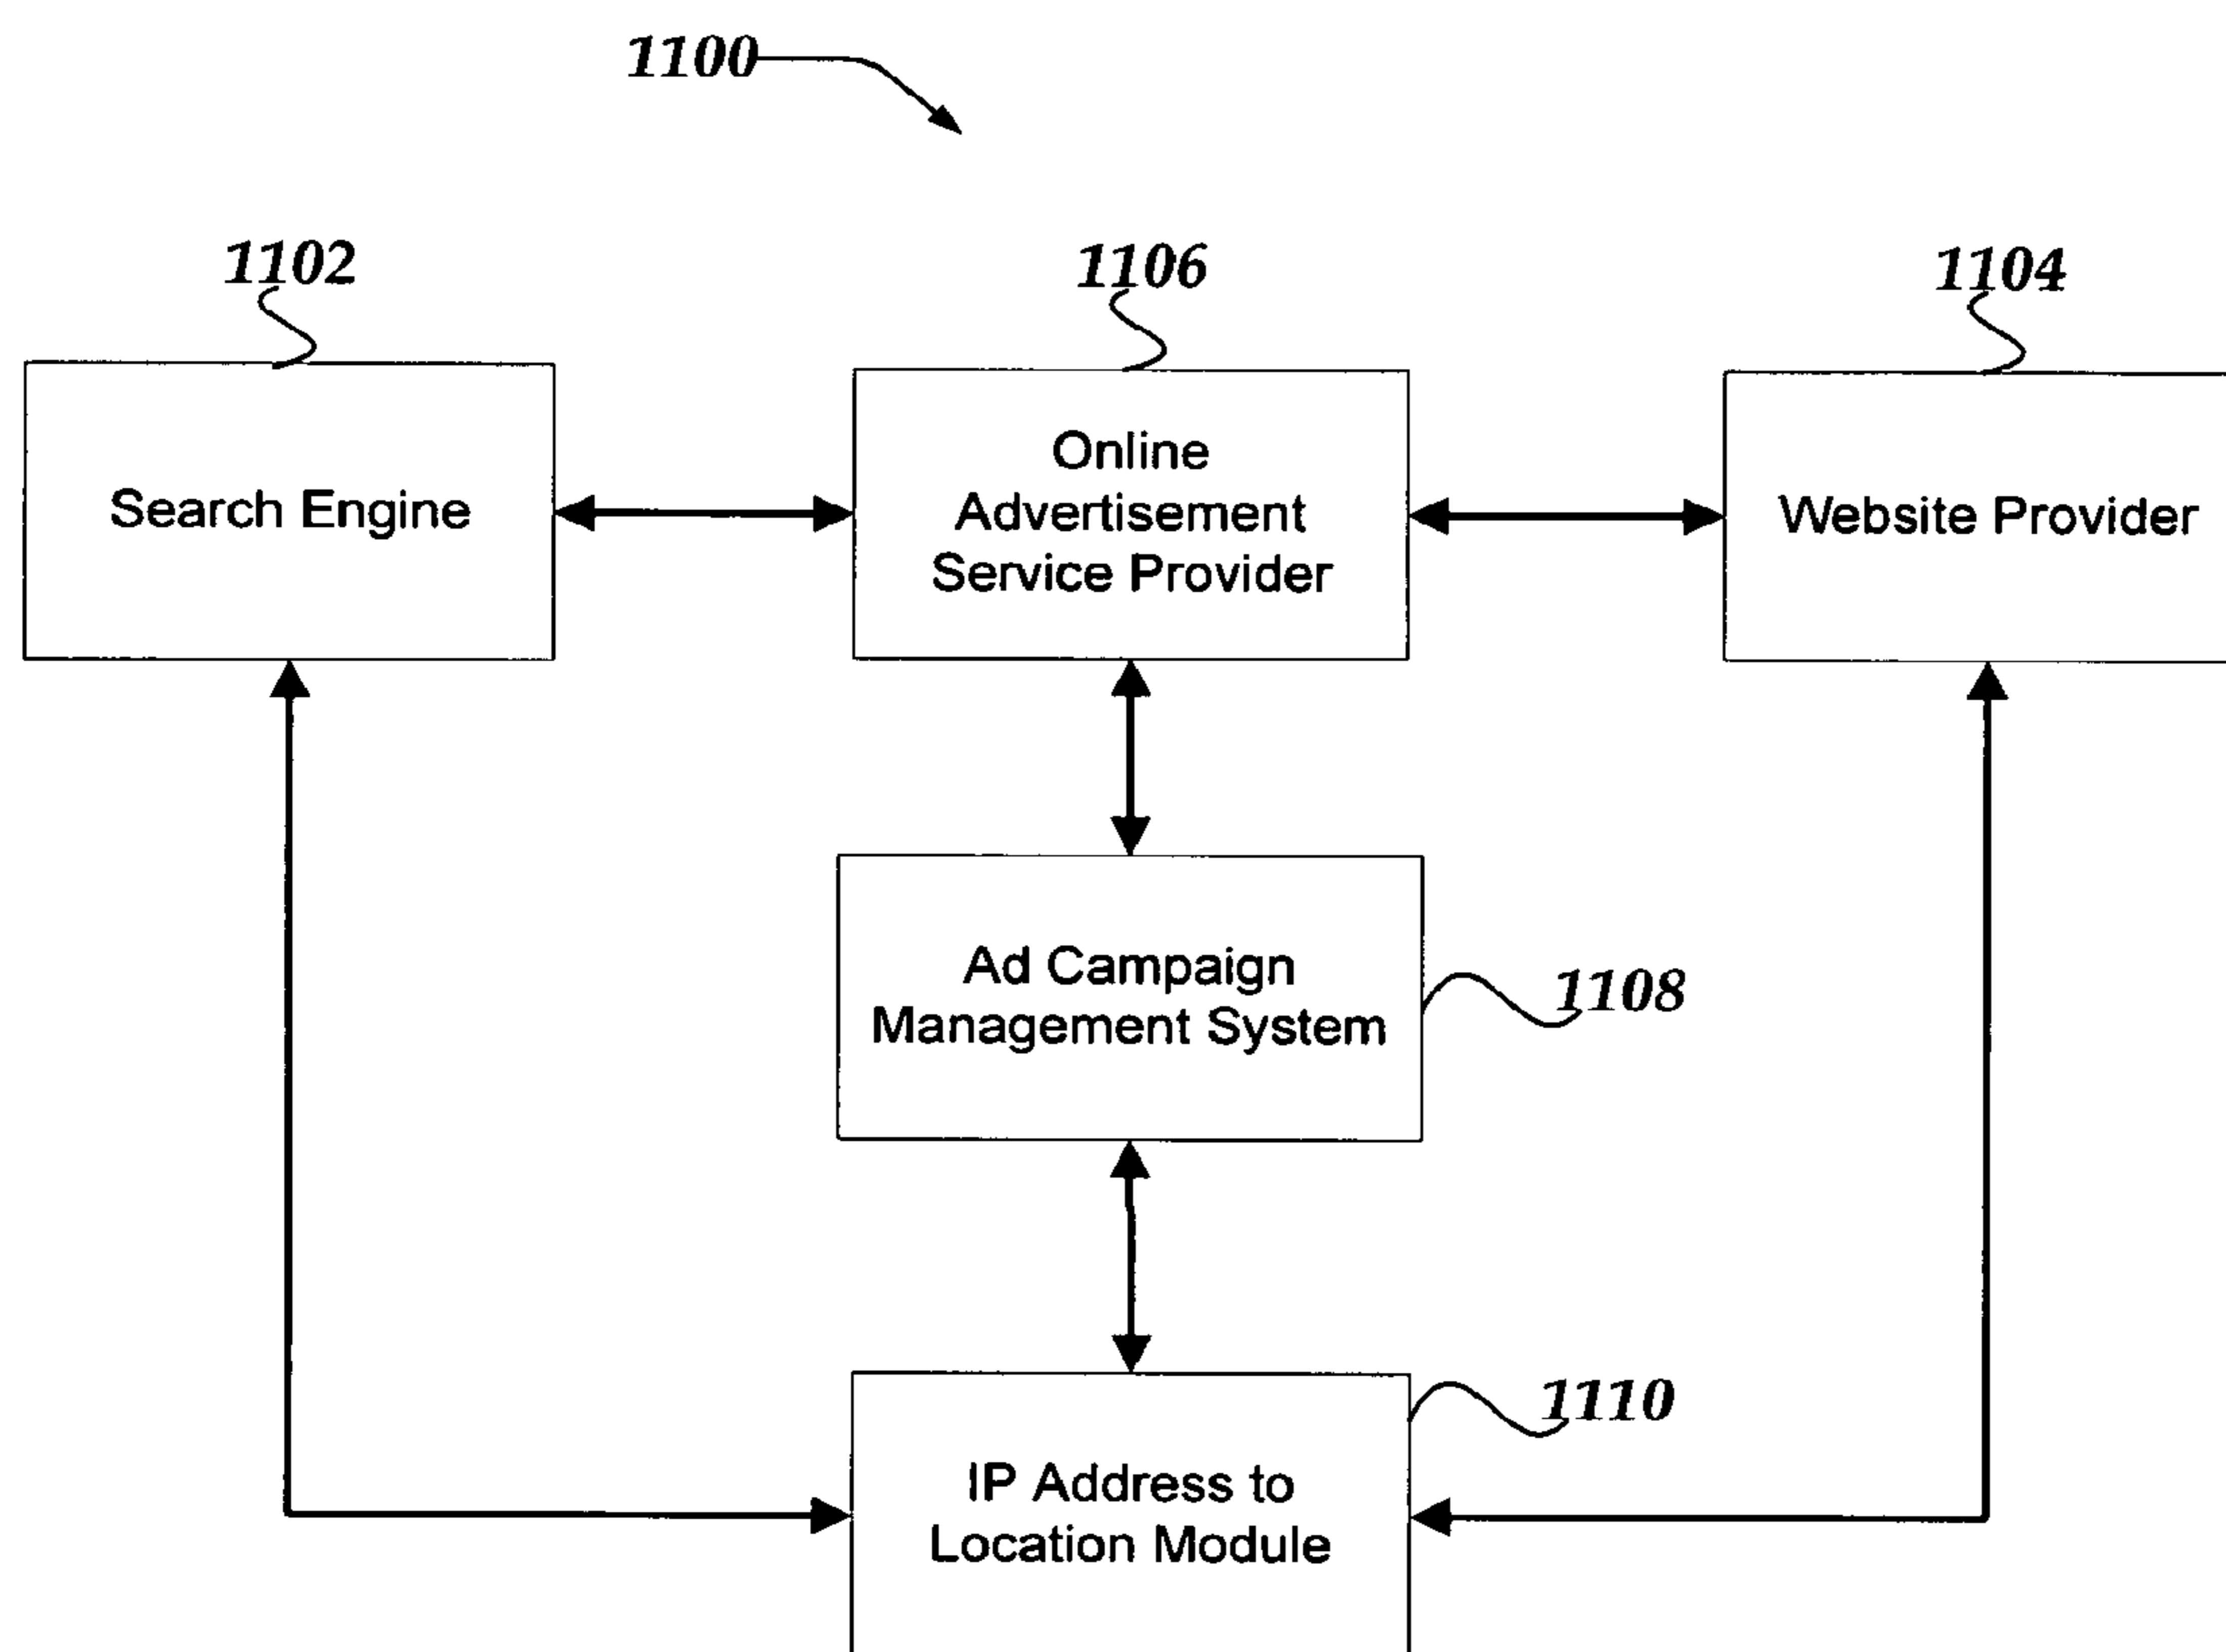 1100
1102
1106
1104
Search Engine
Online
Advertisement
Service Provider
Website Provider
Ad Campaign
Management System
1108
1110
IP Address to
Location Module